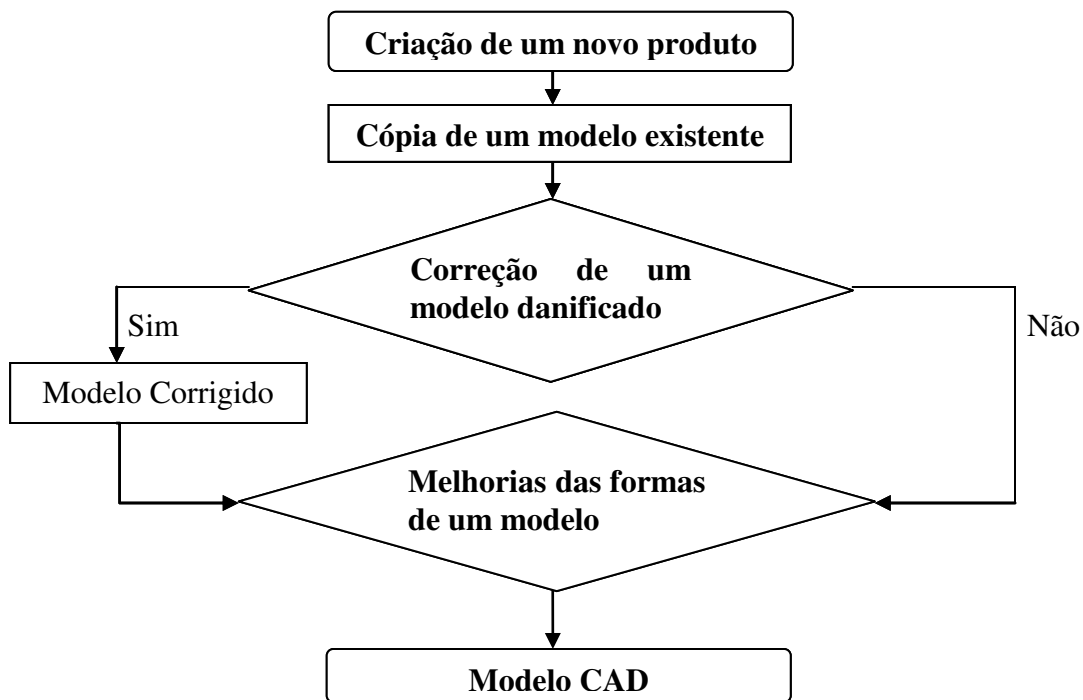 Criação de um novo produto
Cópia de um modelo existente
Correção de um
modelo danificado
Sim
Não
Modelo Corrigido
Melhorias das formas
de um modelo
Modelo CAD